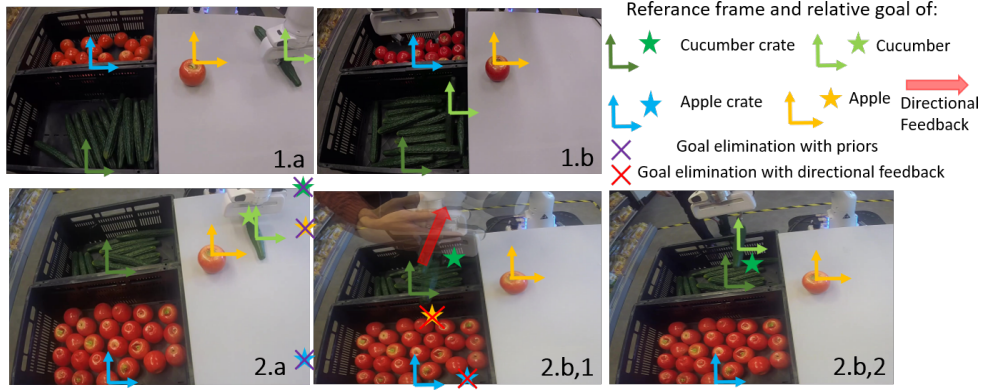 Referance frame and relative goal of:
Cucumber crate
Cucumber
Apple crate
Apple
Directional
Feedback
Goal elimination with priors
Goal elimination with directional feedback
1.a
1.b
2.a
2.b,1
2.b,2